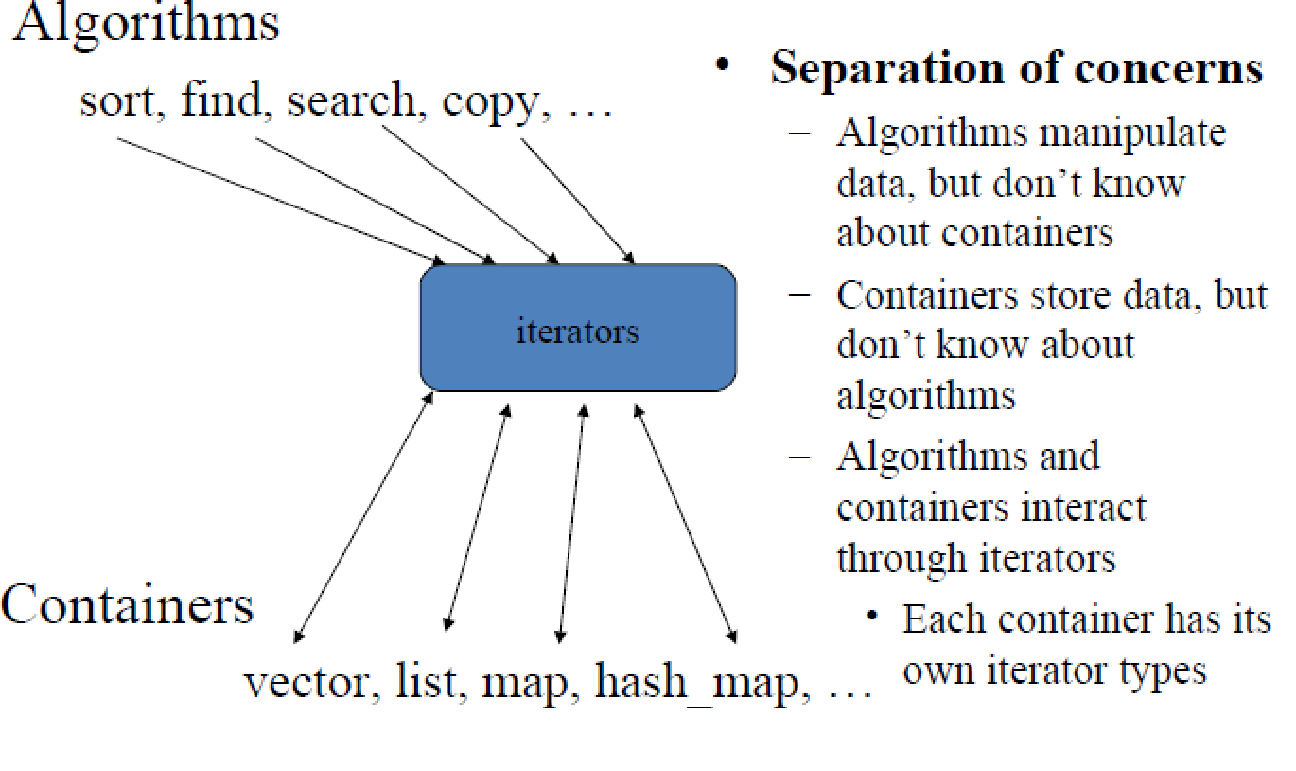 Algorithms
sort, find, search, copy, …
iterators
Containers
vector, list, map, hash_map, …
• Separation of concerns
– Algorithms manipulate
data, but don’t know
about containers
– Containers store data, but
don’t know about
algorithms
– Algorithms and
containers interact
through iterators
• Each container has its
own iterator types